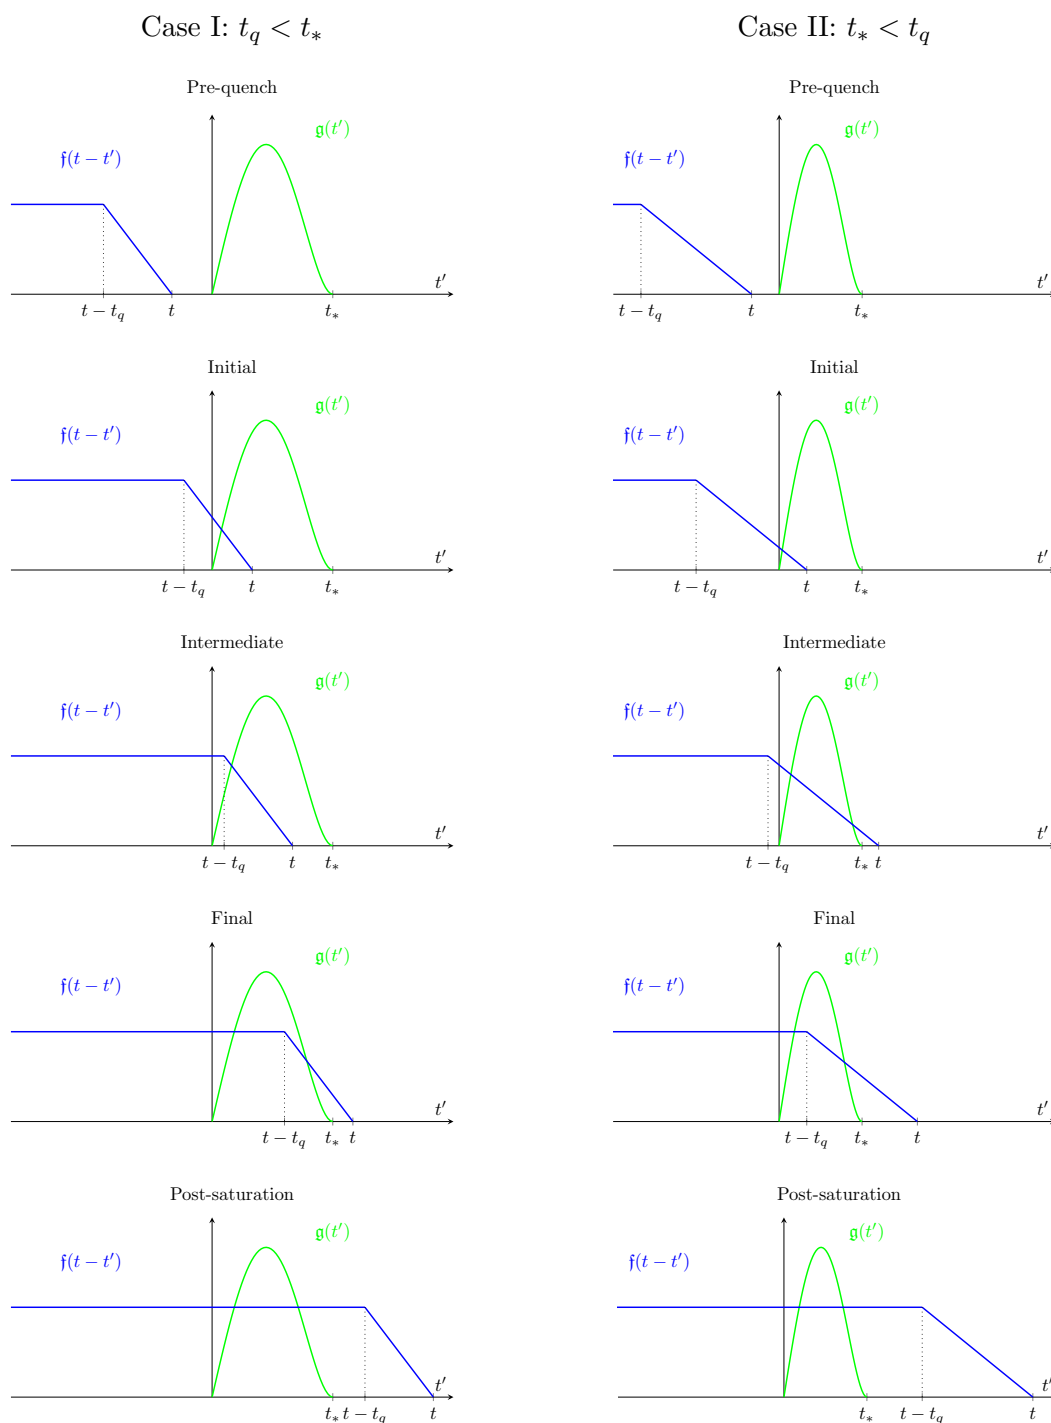 Case I: t_q < t_*
Case II: t_* < t_q
Pre-quench
𝔣(t − t′)
𝔤(t′)
t′
t − t_q
t
t_*
Pre-quench
𝔣(t − t′)
𝔤(t′)
t′
t − t_q
t
t_*
Initial
𝔣(t − t′)
𝔤(t′)
t′
t − t_q
t
t_*
Initial
𝔣(t − t′)
𝔤(t′)
t′
t − t_q
t
t_*
Intermediate
𝔣(t − t′)
𝔤(t′)
t′
t − t_q
t
t_*
Intermediate
𝔣(t − t′)
𝔤(t′)
t′
t − t_q
t_*
t
Final
𝔣(t − t′)
𝔤(t′)
t′
t − t_q
t_*
t
Final
𝔣(t − t′)
𝔤(t′)
t′
t − t_q
t_*
t
Post-saturation
𝔣(t − t′)
𝔤(t′)
t′
t_*
t − t_q
t
Post-saturation
𝔣(t − t′)
𝔤(t′)
t′
t_*
t − t_q
t